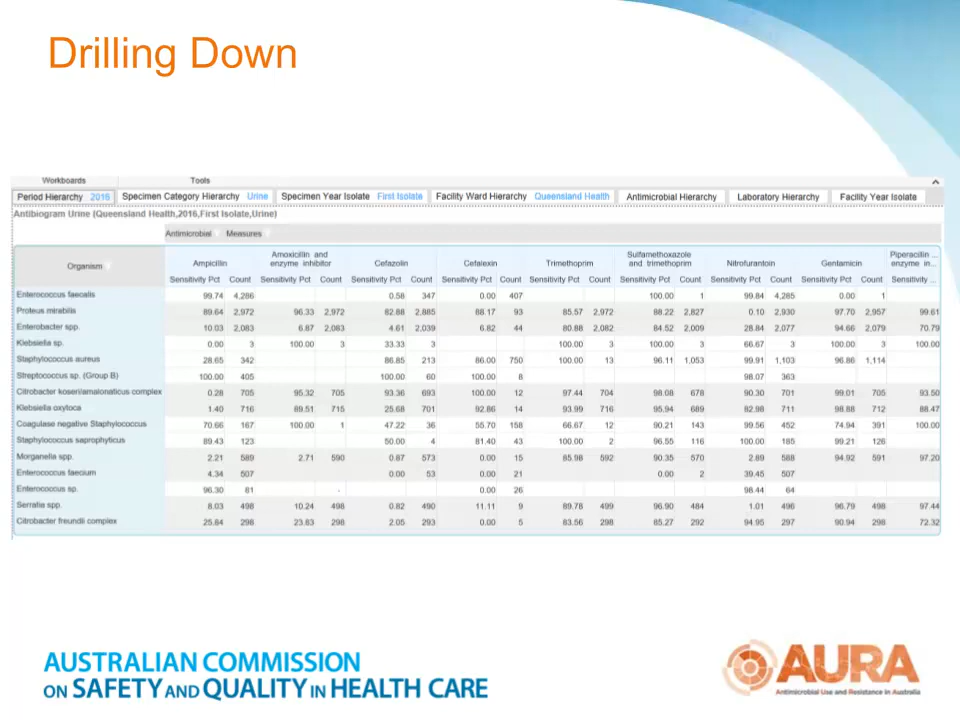 Drilling Down
Workboards Tools
Period Hierarchy 2016 Specimen Category Hierarchy Urine Specimen Year Isolate First Isolate Facility Ward Hierarchy Queensland Health Antimicrobial Hierarchy Laboratory Hierarchy Facility Year Isolate
Antibiogram Urine (Queensland Health,2016,First Isolate,Urine)
Antimicrobial Measures
Organism Ampicillin Amoxicillin and enzyme inhibitor Cefazolin Cefalexin Trimethoprim Sulfamethoxazole and trimethoprim Nitrofurantoin Gentamicin Piperacillin ... enzyme in...
Sensitivity Pct Count Sensitivity Pct Count Sensitivity Pct Count Sensitivity Pct Count Sensitivity Pct Count Sensitivity Pct Count Sensitivity Pct Count Sensitivity Pct Count Sensitivity ...
Enterococcus faecalis 99.74 4,286 0.58 347 0.00 407 100.00 1 99.84 4,285 0.00 1
Proteus mirabilis 89.64 2,972 96.33 2,972 82.88 2,885 88.17 93 85.57 2,972 88.22 2,827 0.10 2,930 97.70 2,957 99.61
Enterobacter spp. 10.03 2,083 6.87 2,083 4.61 2,039 6.82 44 80.88 2,082 84.52 2,009 28.84 2,077 94.66 2,079 70.79
Klebsiella sp. 0.00 3 100.00 3 33.33 3 100.00 3 100.00 3 66.67 3 100.00 3 100.00
Staphylococcus aureus 28.65 342 86.85 213 86.00 750 100.00 13 96.11 1,053 99.91 1,103 96.86 1,114
Streptococcus sp. (Group B) 100.00 405 100.00 60 100.00 8 98.07 363
Citrobacter koseri/amalonaticus complex 0.28 705 95.32 705 93.36 693 100.00 12 97.44 704 98.08 678 90.30 701 99.01 705 93.50
Klebsiella oxytoca 1.40 716 89.51 715 25.68 701 92.86 14 93.99 716 95.94 689 82.98 711 98.88 712 88.47
Coagulase negative Staphylococcus 70.66 167 100.00 1 47.22 36 55.70 158 66.67 12 90.21 143 99.56 452 74.94 391 100.00
Staphylococcus saprophyticus 89.43 123 50.00 4 81.40 43 100.00 2 96.55 116 100.00 185 99.21 126
Morganella spp. 2.21 589 2.71 590 0.87 573 0.00 15 85.98 592 90.35 570 2.89 588 94.92 591 97.20
Enterococcus faecium 4.34 507 0.00 53 0.00 21 0.00 2 39.45 507
Enterococcus sp. 96.30 81 - 0.00 26 98.44 64
Serratia spp. 8.03 498 10.24 498 0.82 490 11.11 9 89.78 499 96.90 484 1.01 496 96.79 498 97.44
Citrobacter freundii complex 25.84 298 23.83 298 2.05 293 0.00 5 83.56 298 85.27 292 94.95 297 90.94 298 72.32
AUSTRALIAN COMMISSION
ON SAFETY AND QUALITY IN HEALTH CARE
AURA
Antimicrobial Use and Resistance in Australia